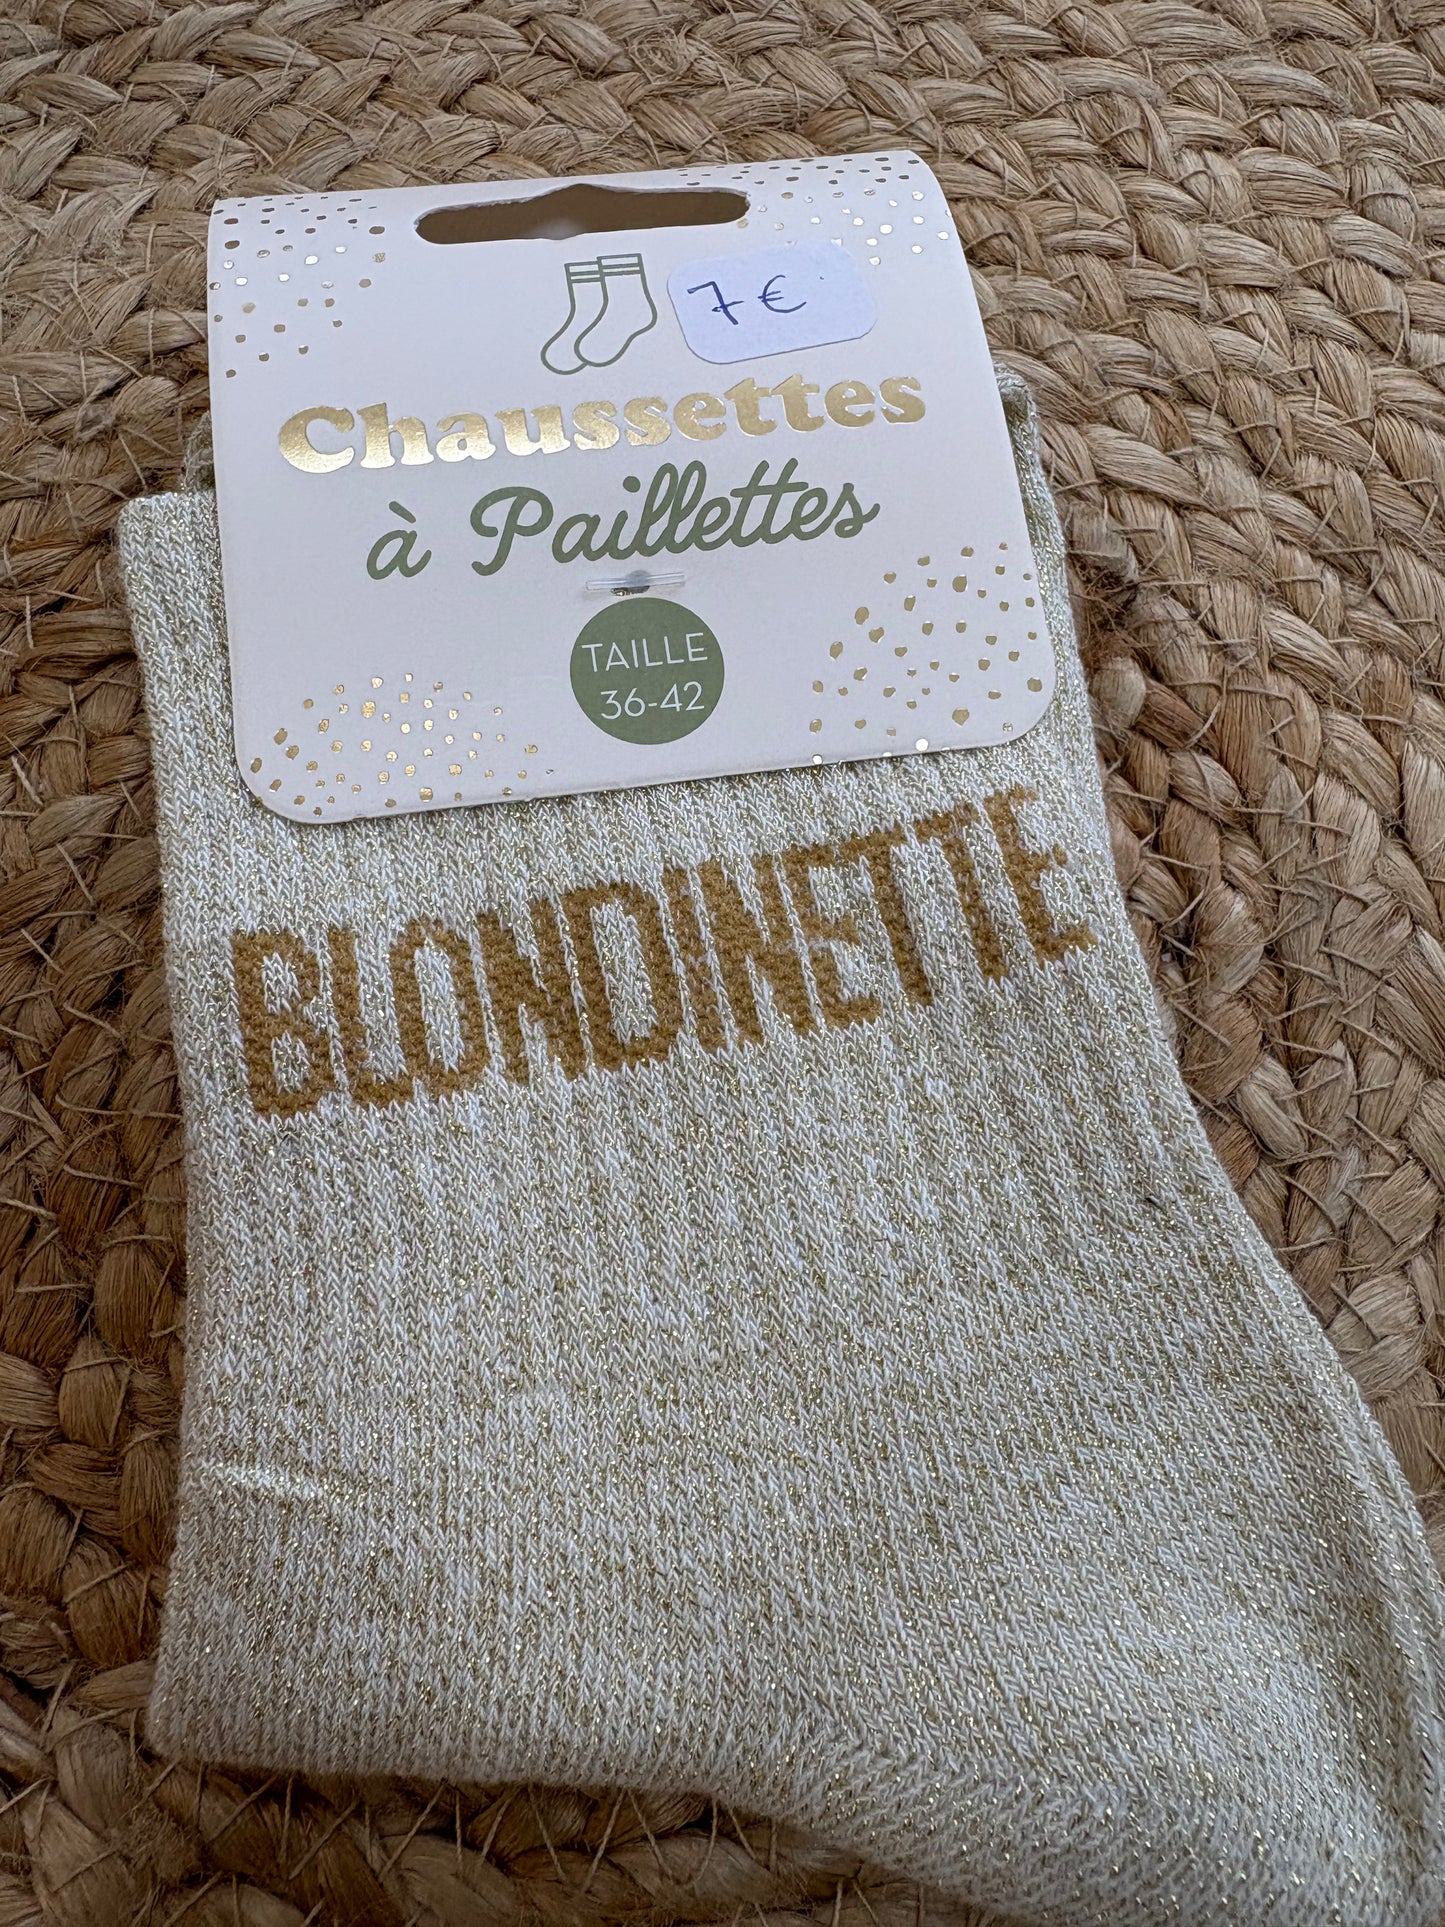 7€
Chaussettes
à Paillettes
TAILLE
36-42
BLONDINETTE